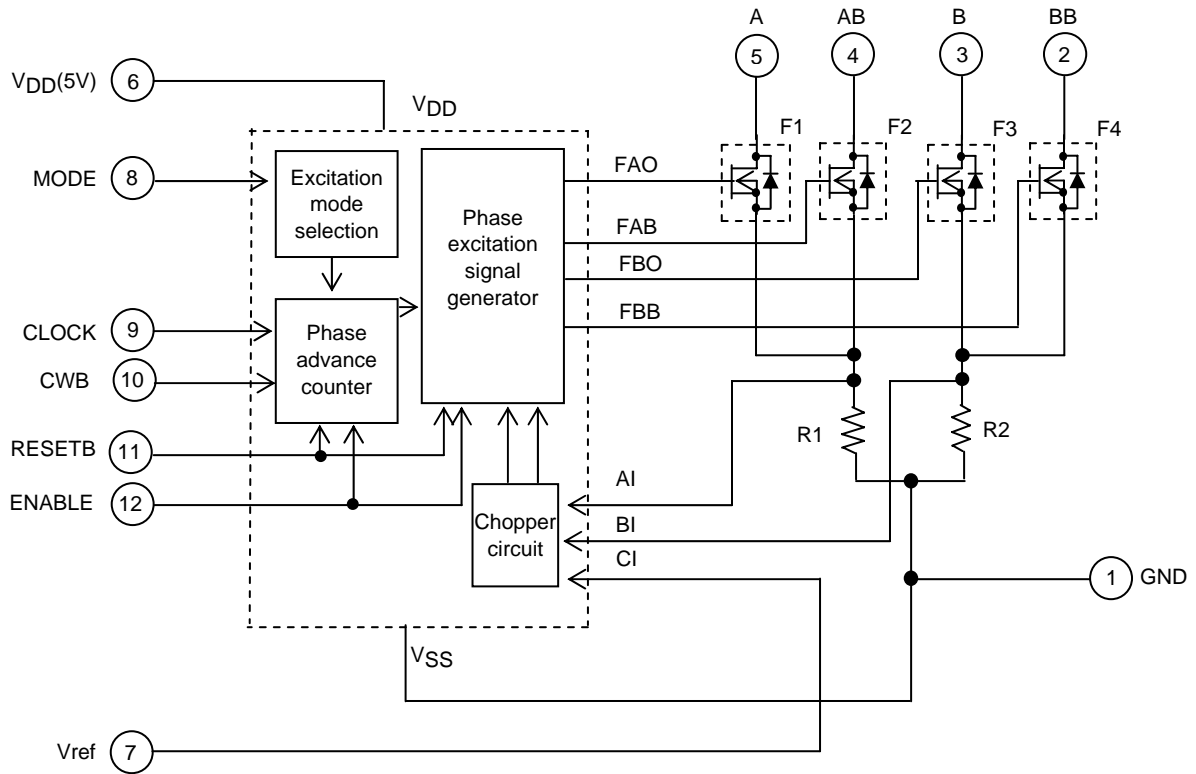 A AB B BB
5 4 3 2
VDD(5V) 6
VDD
F1 F2 F3 F4
MODE 8
Excitation
mode
selection
Phase
excitation
signal
generator
FAO
FAB
FBO
FBB
CLOCK 9
CWB 10
Phase
advance
counter
RESETB 11
ENABLE 12
R1 R2
Chopper
circuit
AI
BI
CI
1 GND
VSS
Vref 7